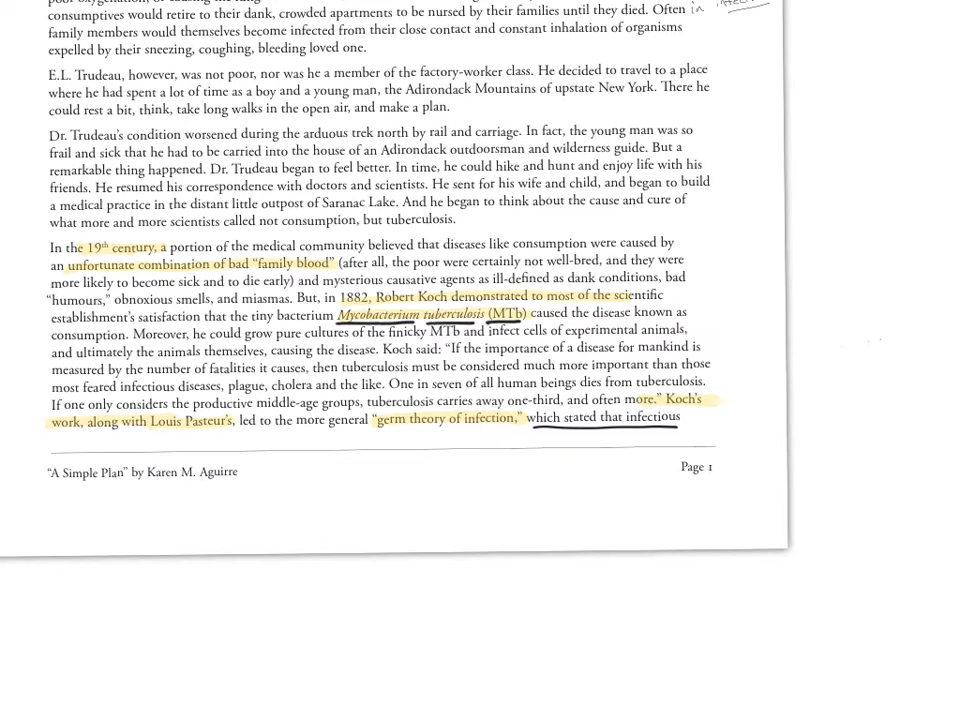 consumptives would retire to their dank, crowded apartments to be nursed by their families until they died. Often in
family members would themselves become infected from their close contact and constant inhalation of organisms
expelled by their sneezing, coughing, bleeding loved one.
E.L. Trudeau, however, was not poor, nor was he a member of the factory-worker class. He decided to travel to a place
where he had spent a lot of time as a boy and a young man, the Adirondack Mountains of upstate New York. There he
could rest a bit, think, take long walks in the open air, and make a plan.
Dr. Trudeau's condition worsened during the arduous trek north by rail and carriage. In fact, the young man was so
frail and sick that he had to be carried into the house of an Adirondack outdoorsman and wilderness guide. But a
remarkable thing happened. Dr. Trudeau began to feel better. In time, he could hike and hunt and enjoy life with his
friends. He resumed his correspondence with doctors and scientists. He sent for his wife and child, and began to build
a medical practice in the distant little outpost of Saranac Lake. And he began to think about the cause and cure of
what more and more scientists called not consumption, but tuberculosis.
In the 19th century, a portion of the medical community believed that diseases like consumption were caused by
an unfortunate combination of bad “family blood” (after all, the poor were certainly not well-bred, and they were
more likely to become sick and to die early) and mysterious causative agents as ill-defined as dank conditions, bad
“humours,” obnoxious smells, and miasmas. But, in 1882, Robert Koch demonstrated to most of the scientific
establishment's satisfaction that the tiny bacterium Mycobacterium tuberculosis (MTb) caused the disease known as
consumption. Moreover, he could grow pure cultures of the finicky MTb and infect cells of experimental animals,
and ultimately the animals themselves, causing the disease. Koch said: “If the importance of a disease for mankind is
measured by the number of fatalities it causes, then tuberculosis must be considered much more important than those
most feared infectious diseases, plague, cholera and the like. One in seven of all human beings dies from tuberculosis.
If one only considers the productive middle-age groups, tuberculosis carries away one-third, and often more.” Koch's
work, along with Louis Pasteur's, led to the more general “germ theory of infection,” which stated that infectious
“A Simple Plan” by Karen M. Aguirre
Page 1